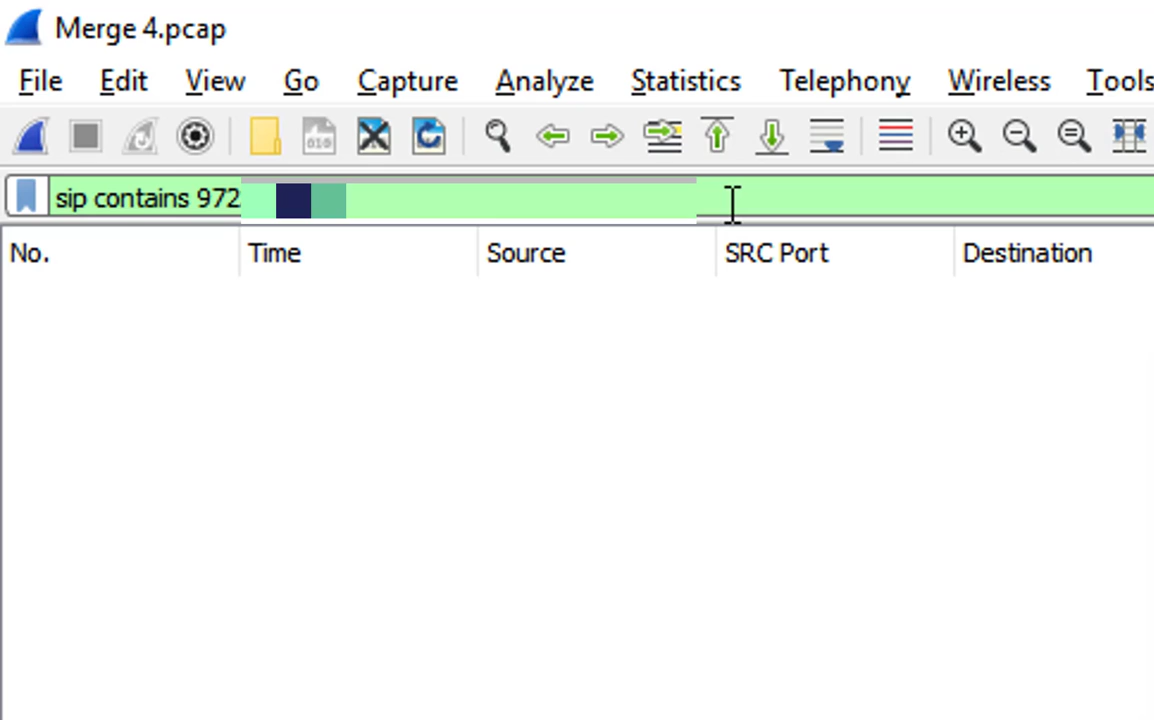 Merge 4.pcap
File Edit View Go Capture Analyze Statistics Telephony Wireless Tools
sip contains 972
No. Time Source SRC Port Destination